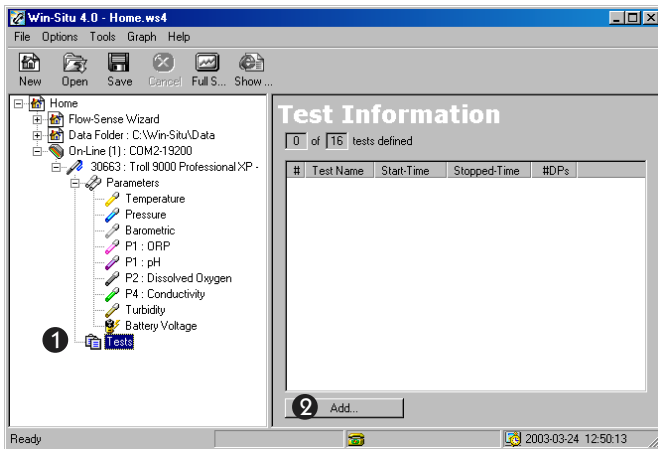 Win-Situ 4.0 - Home.ws4
File Options Tools Graph Help
New Open Save Cancel Full S... Show ...
Home
Flow-Sense Wizard
Data Folder : C:\Win-Situ\Data
On-Line (1) : COM2-19200
30663 : Troll 9000 Professional XP -
Parameters
Temperature
Pressure
Barometric
P1 : ORP
P1 : pH
P2 : Dissolved Oxygen
P4 : Conductivity
Turbidity
Battery Voltage
1 Tests
Test Information
0 of 16 tests defined
# Test Name Start-Time Stopped-Time #DPs
2 Add...
Ready 2003-03-24 12:50:13